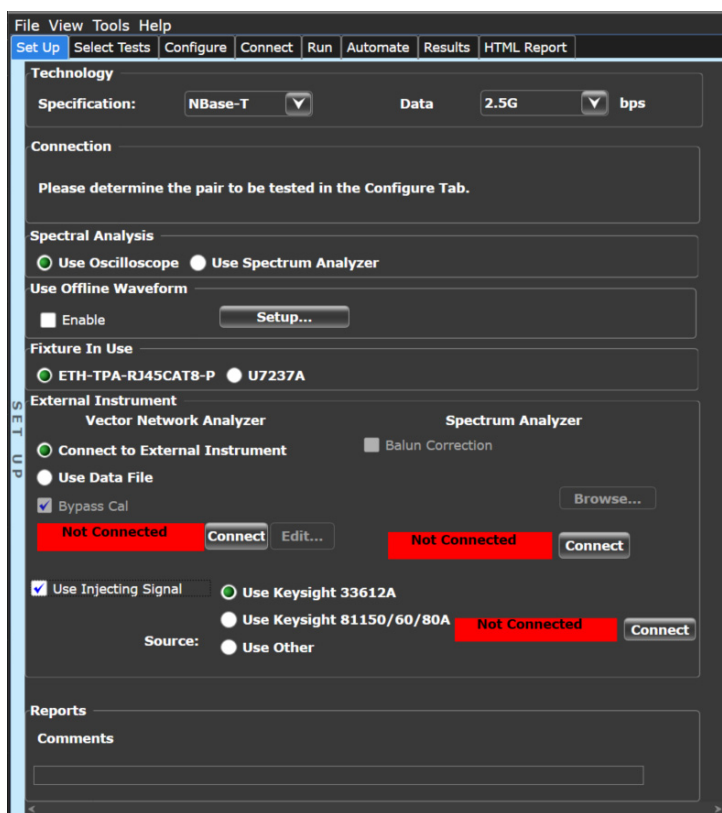 File View Tools Help
Set Up Select Tests Configure Connect Run Automate Results HTML Report
Technology
Specification: NBase-T Data 2.5G bps
Connection
Please determine the pair to be tested in the Configure Tab.
Spectral Analysis
Use Oscilloscope Use Spectrum Analyzer
Use Offline Waveform
Enable Setup...
Fixture In Use
ETH-TPA-RJ45CAT8-P U7237A
External Instrument
Vector Network Analyzer Spectrum Analyzer
Connect to External Instrument Balun Correction
Use Data File
Browse...
Bypass Cal
Not Connected Connect Edit... Not Connected Connect
Use Injecting Signal Use Keysight 33612A
Use Keysight 81150/60/80A Not Connected Connect
Source: Use Other
Reports
Comments
SET UP